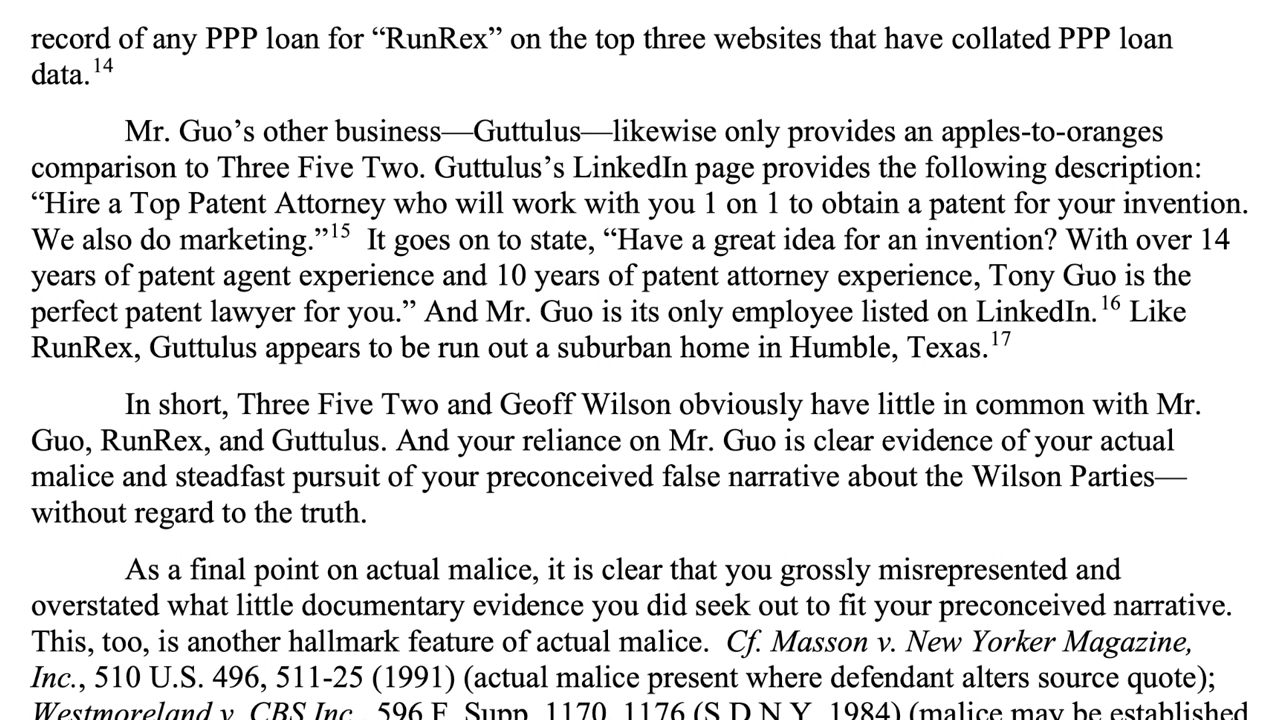 record of any PPP loan for “RunRex” on the top three websites that have collated PPP loan
data.14
Mr. Guo’s other business—Guttulus—likewise only provides an apples-to-oranges
comparison to Three Five Two. Guttulus’s LinkedIn page provides the following description:
“Hire a Top Patent Attorney who will work with you 1 on 1 to obtain a patent for your invention.
We also do marketing.”15 It goes on to state, “Have a great idea for an invention? With over 14
years of patent agent experience and 10 years of patent attorney experience, Tony Guo is the
perfect patent lawyer for you.” And Mr. Guo is its only employee listed on LinkedIn.16 Like
RunRex, Guttulus appears to be run out a suburban home in Humble, Texas.17
In short, Three Five Two and Geoff Wilson obviously have little in common with Mr.
Guo, RunRex, and Guttulus. And your reliance on Mr. Guo is clear evidence of your actual
malice and steadfast pursuit of your preconceived false narrative about the Wilson Parties—
without regard to the truth.
As a final point on actual malice, it is clear that you grossly misrepresented and
overstated what little documentary evidence you did seek out to fit your preconceived narrative.
This, too, is another hallmark feature of actual malice. Cf. Masson v. New Yorker Magazine,
Inc., 510 U.S. 496, 511-25 (1991) (actual malice present where defendant alters source quote);
Westmoreland v. CBS Inc., 596 F. Supp. 1170, 1176 (S.D.N.Y. 1984) (malice may be established